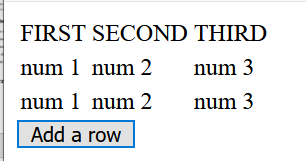 FIRST SECOND THIRD
num 1 num 2 num 3
num 1 num 2 num 3
Add a row